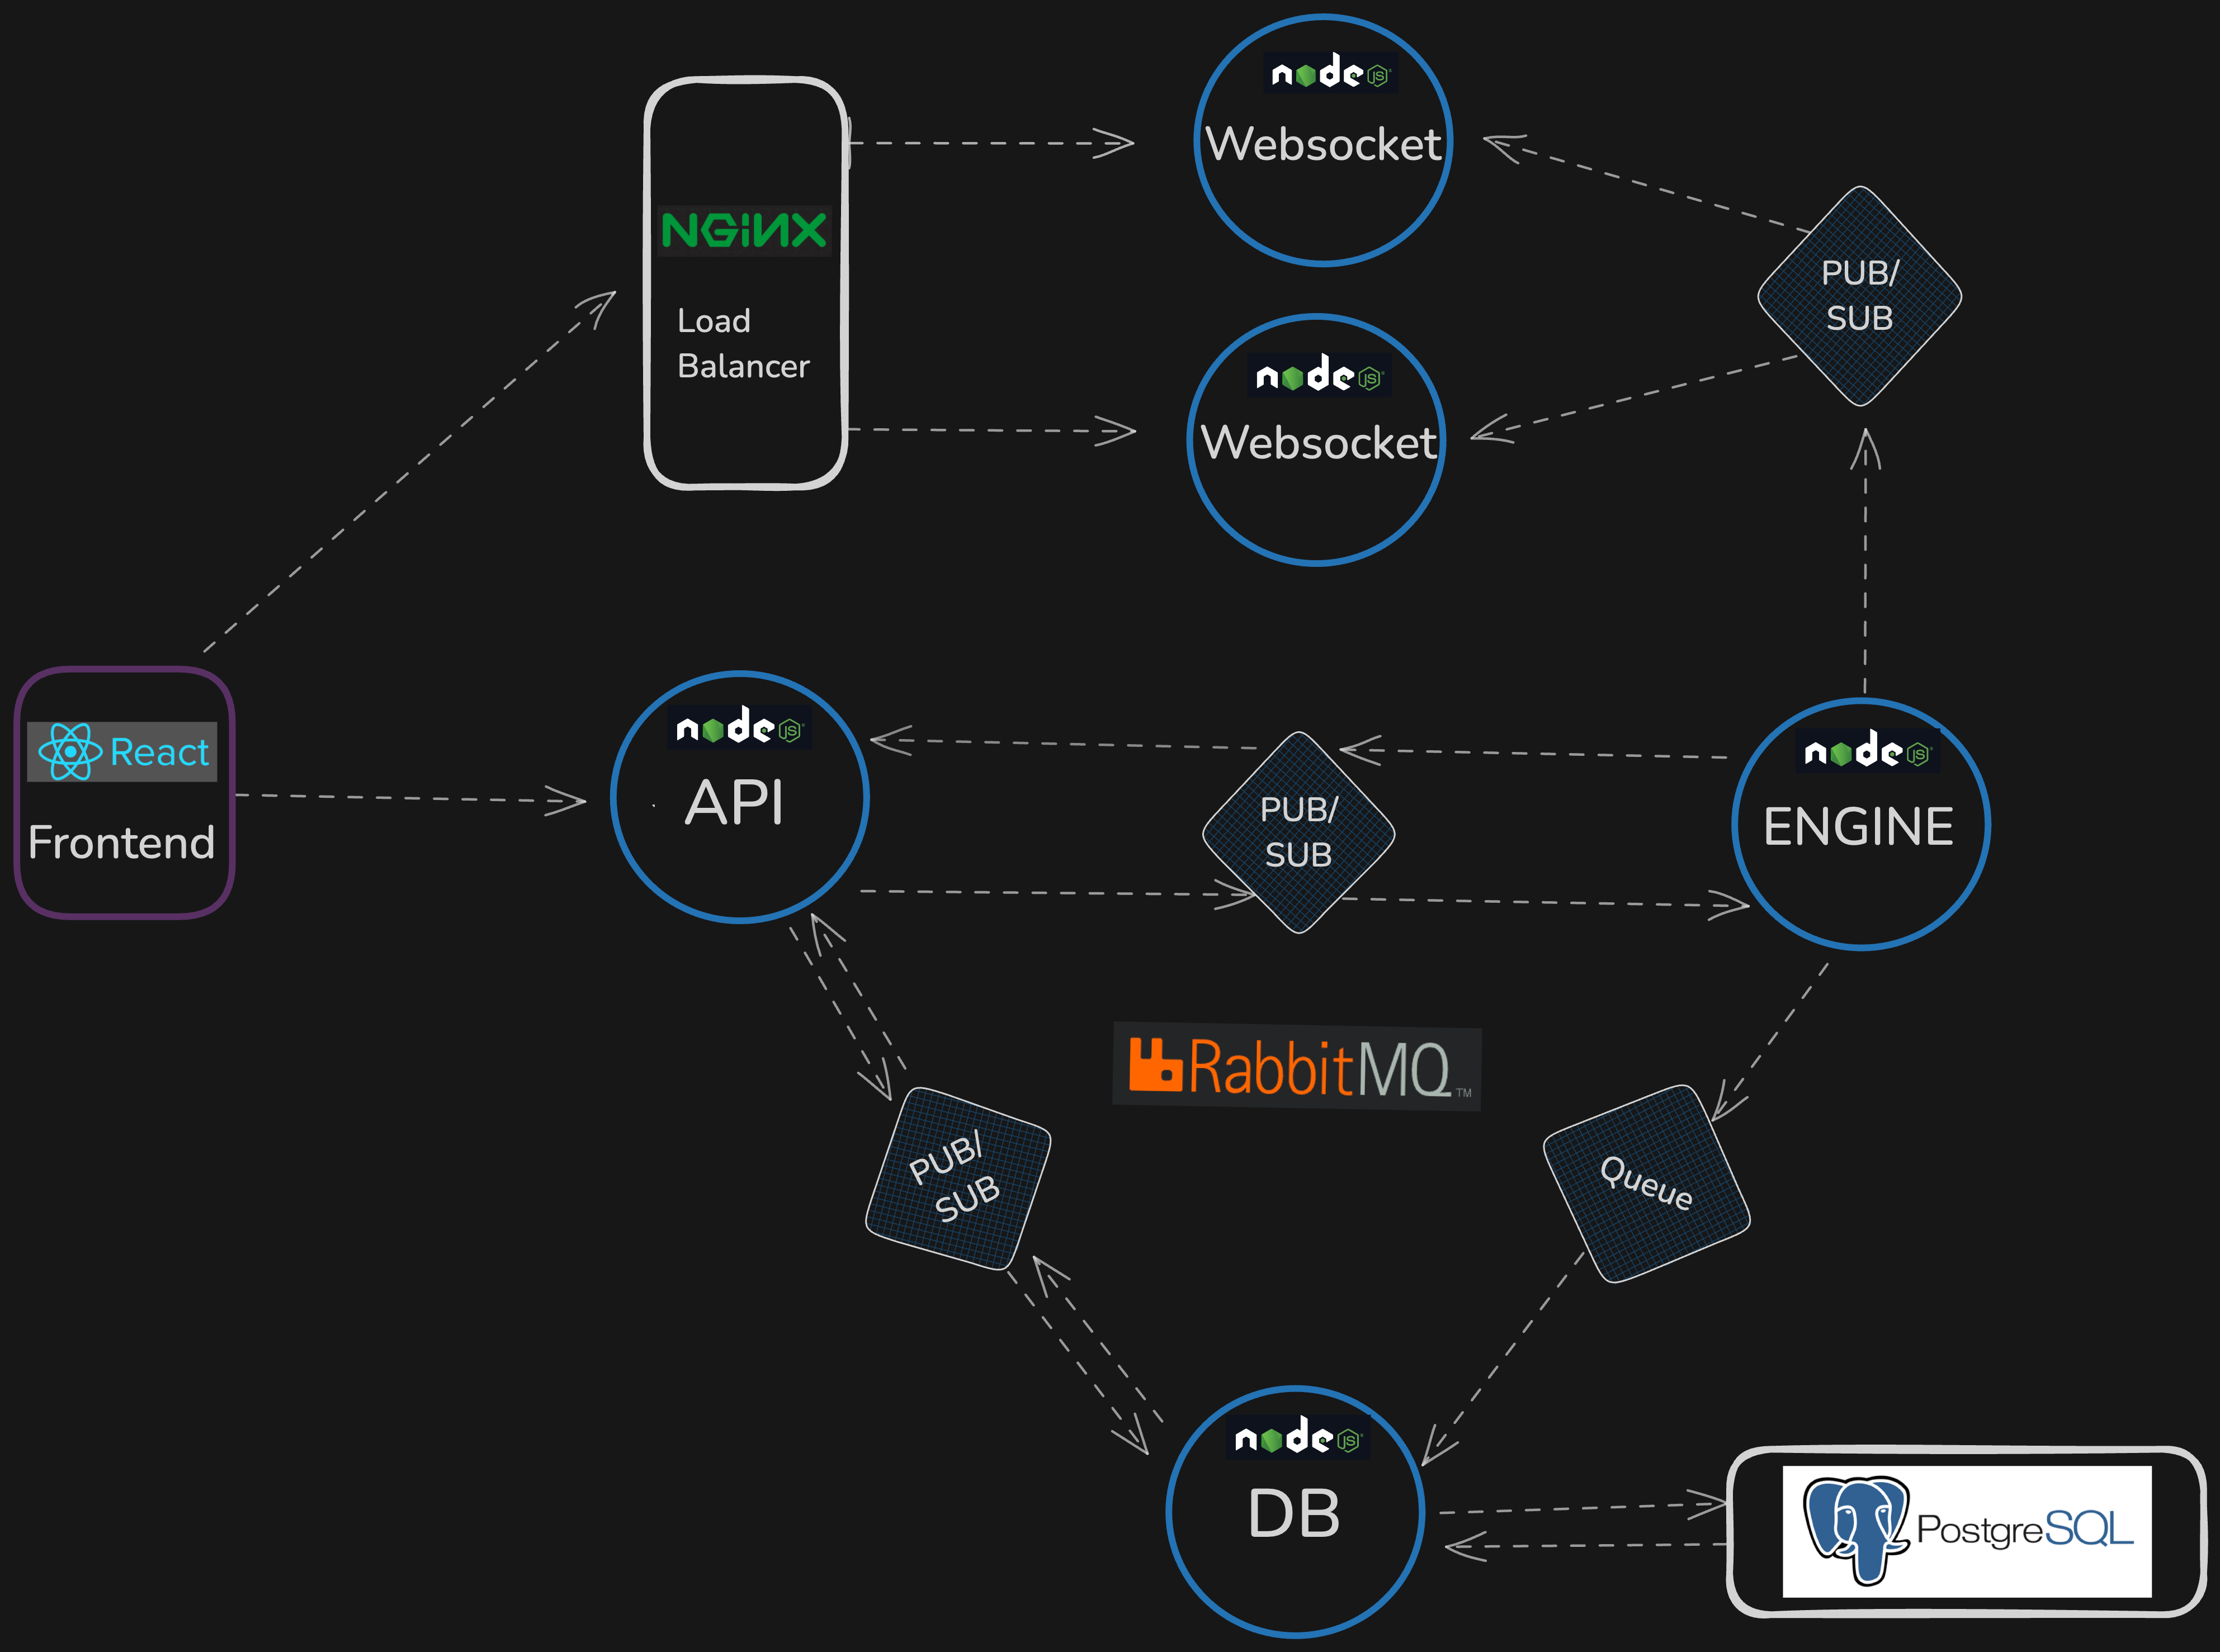 node JS
Websocket
NGiNX
Load
Balancer
PUB/
SUB
node JS
Websocket
React
Frontend
node JS
API
PUB/
SUB
node JS
ENGINE
RabbitMQ TM
PUB/
SUB
Queue
node JS
DB
PostgreSQL